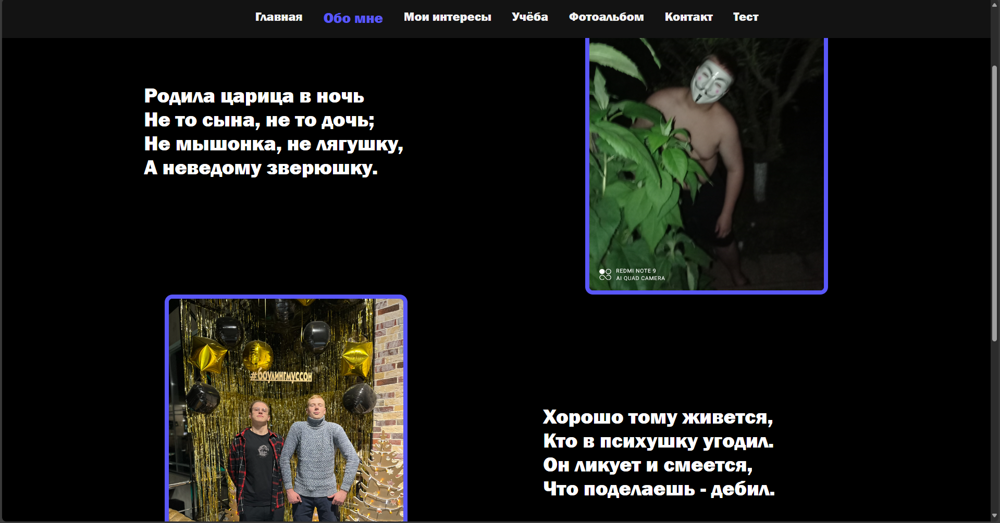 Главная Обо мне Мои интересы Учёба Фотоальбом Контакт Тест
Родила царица в ночь
Не то сына, не то дочь;
Не мышонка, не лягушку,
А неведому зверюшку.
REDMI NOTE 9
AI QUAD CAMERA
#боулингмуссон
Хорошо тому живется,
Кто в психушку угодил.
Он ликует и смеется,
Что поделаешь - дебил.